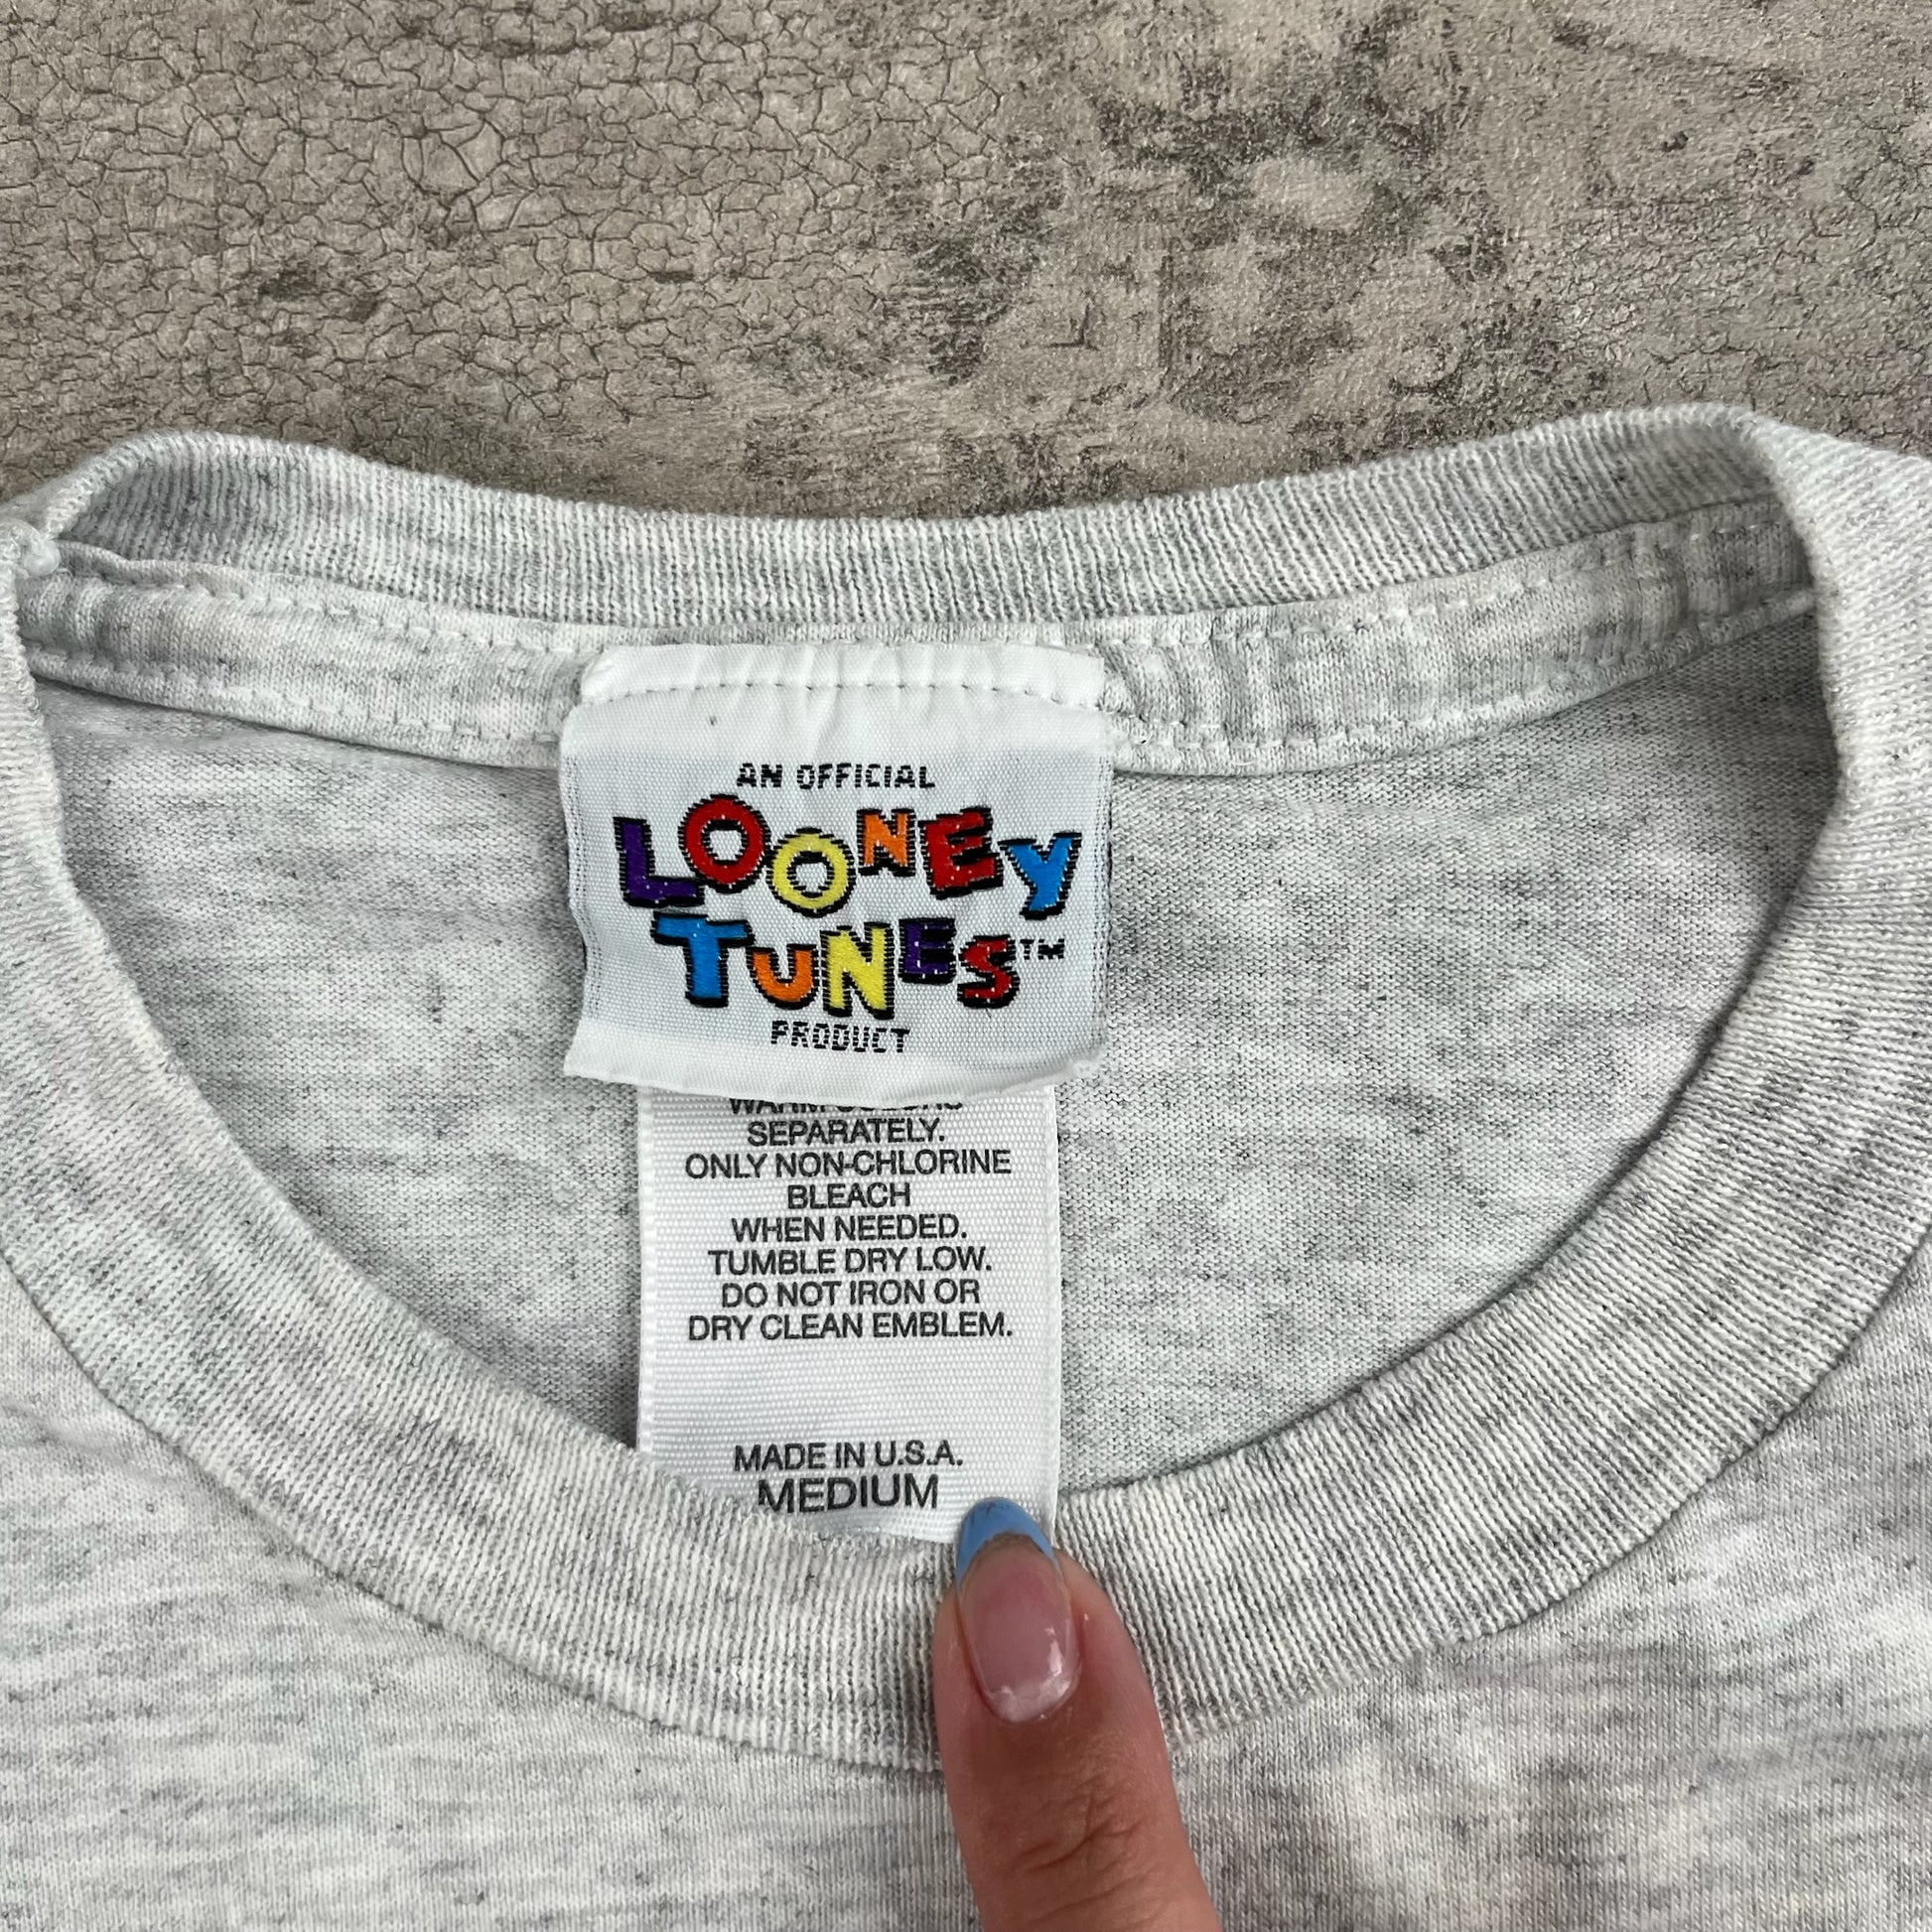 AN OFFICIAL
LOONEY
TUNES™
PRODUCT
WARM
SEPARATELY.
ONLY NON-CHLORINE
BLEACH
WHEN NEEDED.
TUMBLE DRY LOW.
DO NOT IRON OR
DRY CLEAN EMBLEM.
MADE IN U.S.A.
MEDIUM